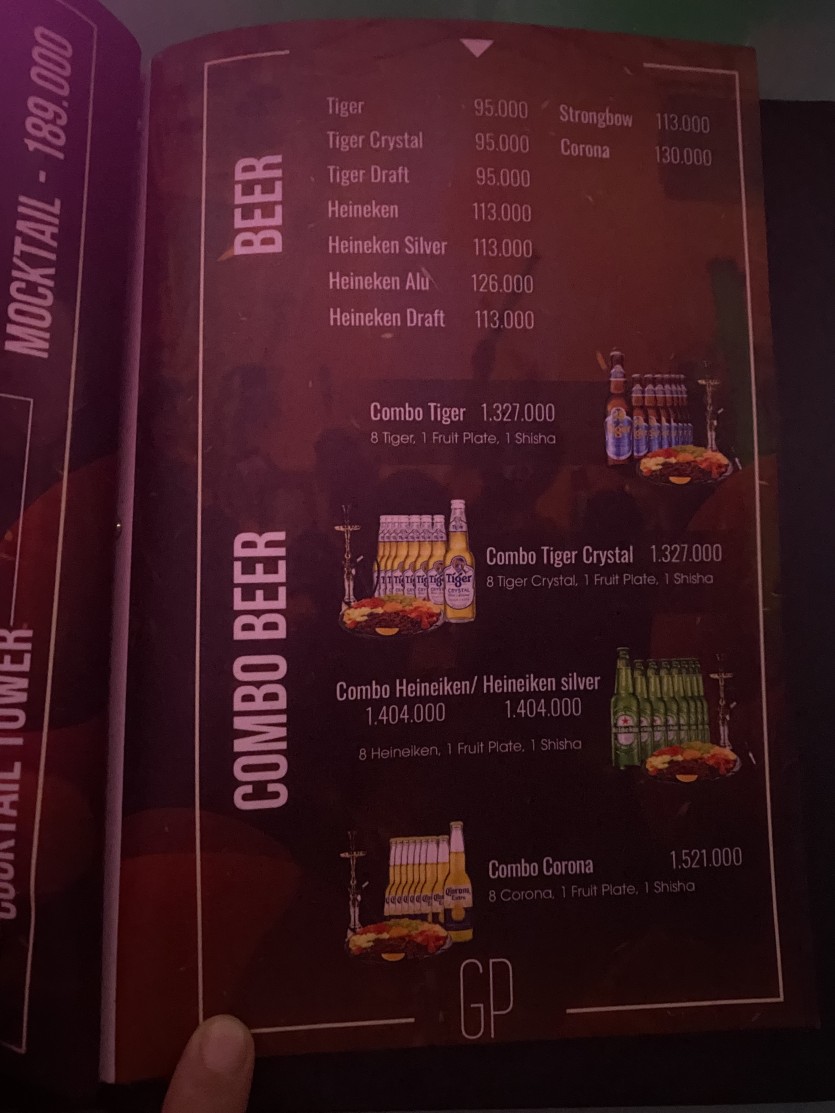 MOCKTAIL - 189.000
COCKTAIL TOWER
BEER
Tiger 95.000
Tiger Crystal 95.000
Tiger Draft 95.000
Heineken 113.000
Heineken Silver 113.000
Heineken Alu 126.000
Heineken Draft 113.000
Strongbow 113.000
Corona 130.000
COMBO BEER
Combo Tiger 1.327.000
8 Tiger, 1 Fruit Plate, 1 Shisha
Combo Tiger Crystal 1.327.000
8 Tiger Crystal, 1 Fruit Plate, 1 Shisha
Tiger
CRYSTAL
Combo Heineiken/ Heineiken silver
1.404.000 1.404.000
8 Heineiken, 1 Fruit Plate, 1 Shisha
Combo Corona 1.521.000
8 Corona, 1 Fruit Plate, 1 Shisha
Corona
GP